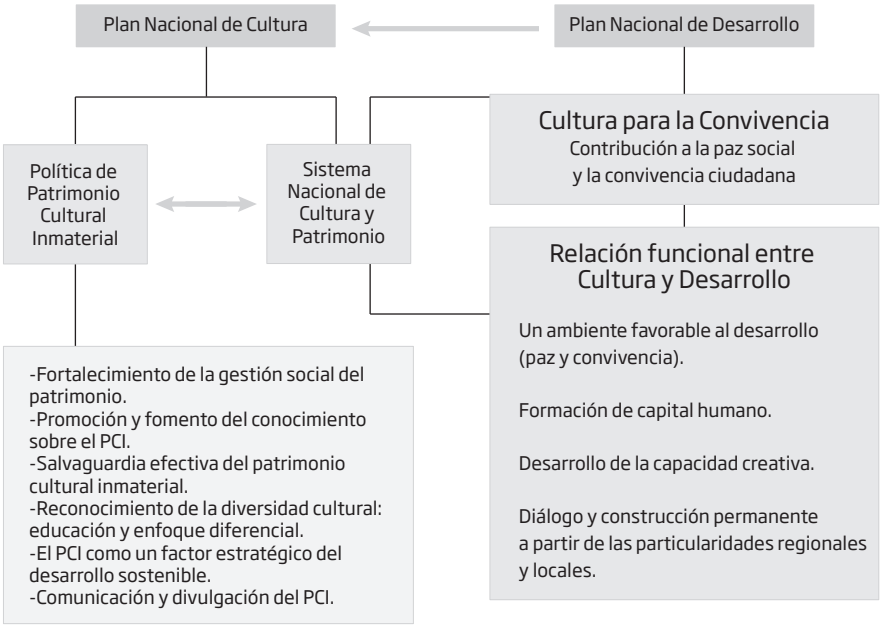 Plan Nacional de Cultura
Plan Nacional de Desarrollo
Política de
Patrimonio
Cultural
Inmaterial
Sistema
Nacional de
Cultura y
Patrimonio
Cultura para la Convivencia
Contribución a la paz social
y la convivencia ciudadana
Relación funcional entre
Cultura y Desarrollo
Un ambiente favorable al desarrollo
(paz y convivencia).
Formación de capital humano.
Desarrollo de la capacidad creativa.
Diálogo y construcción permanente
a partir de las particularidades regionales
y locales.
-Fortalecimiento de la gestión social del
patrimonio.
-Promoción y fomento del conocimiento
sobre el PCI.
-Salvaguardia efectiva del patrimonio
cultural inmaterial.
-Reconocimiento de la diversidad cultural:
educación y enfoque diferencial.
-El PCI como un factor estratégico del
desarrollo sostenible.
-Comunicación y divulgación del PCI.